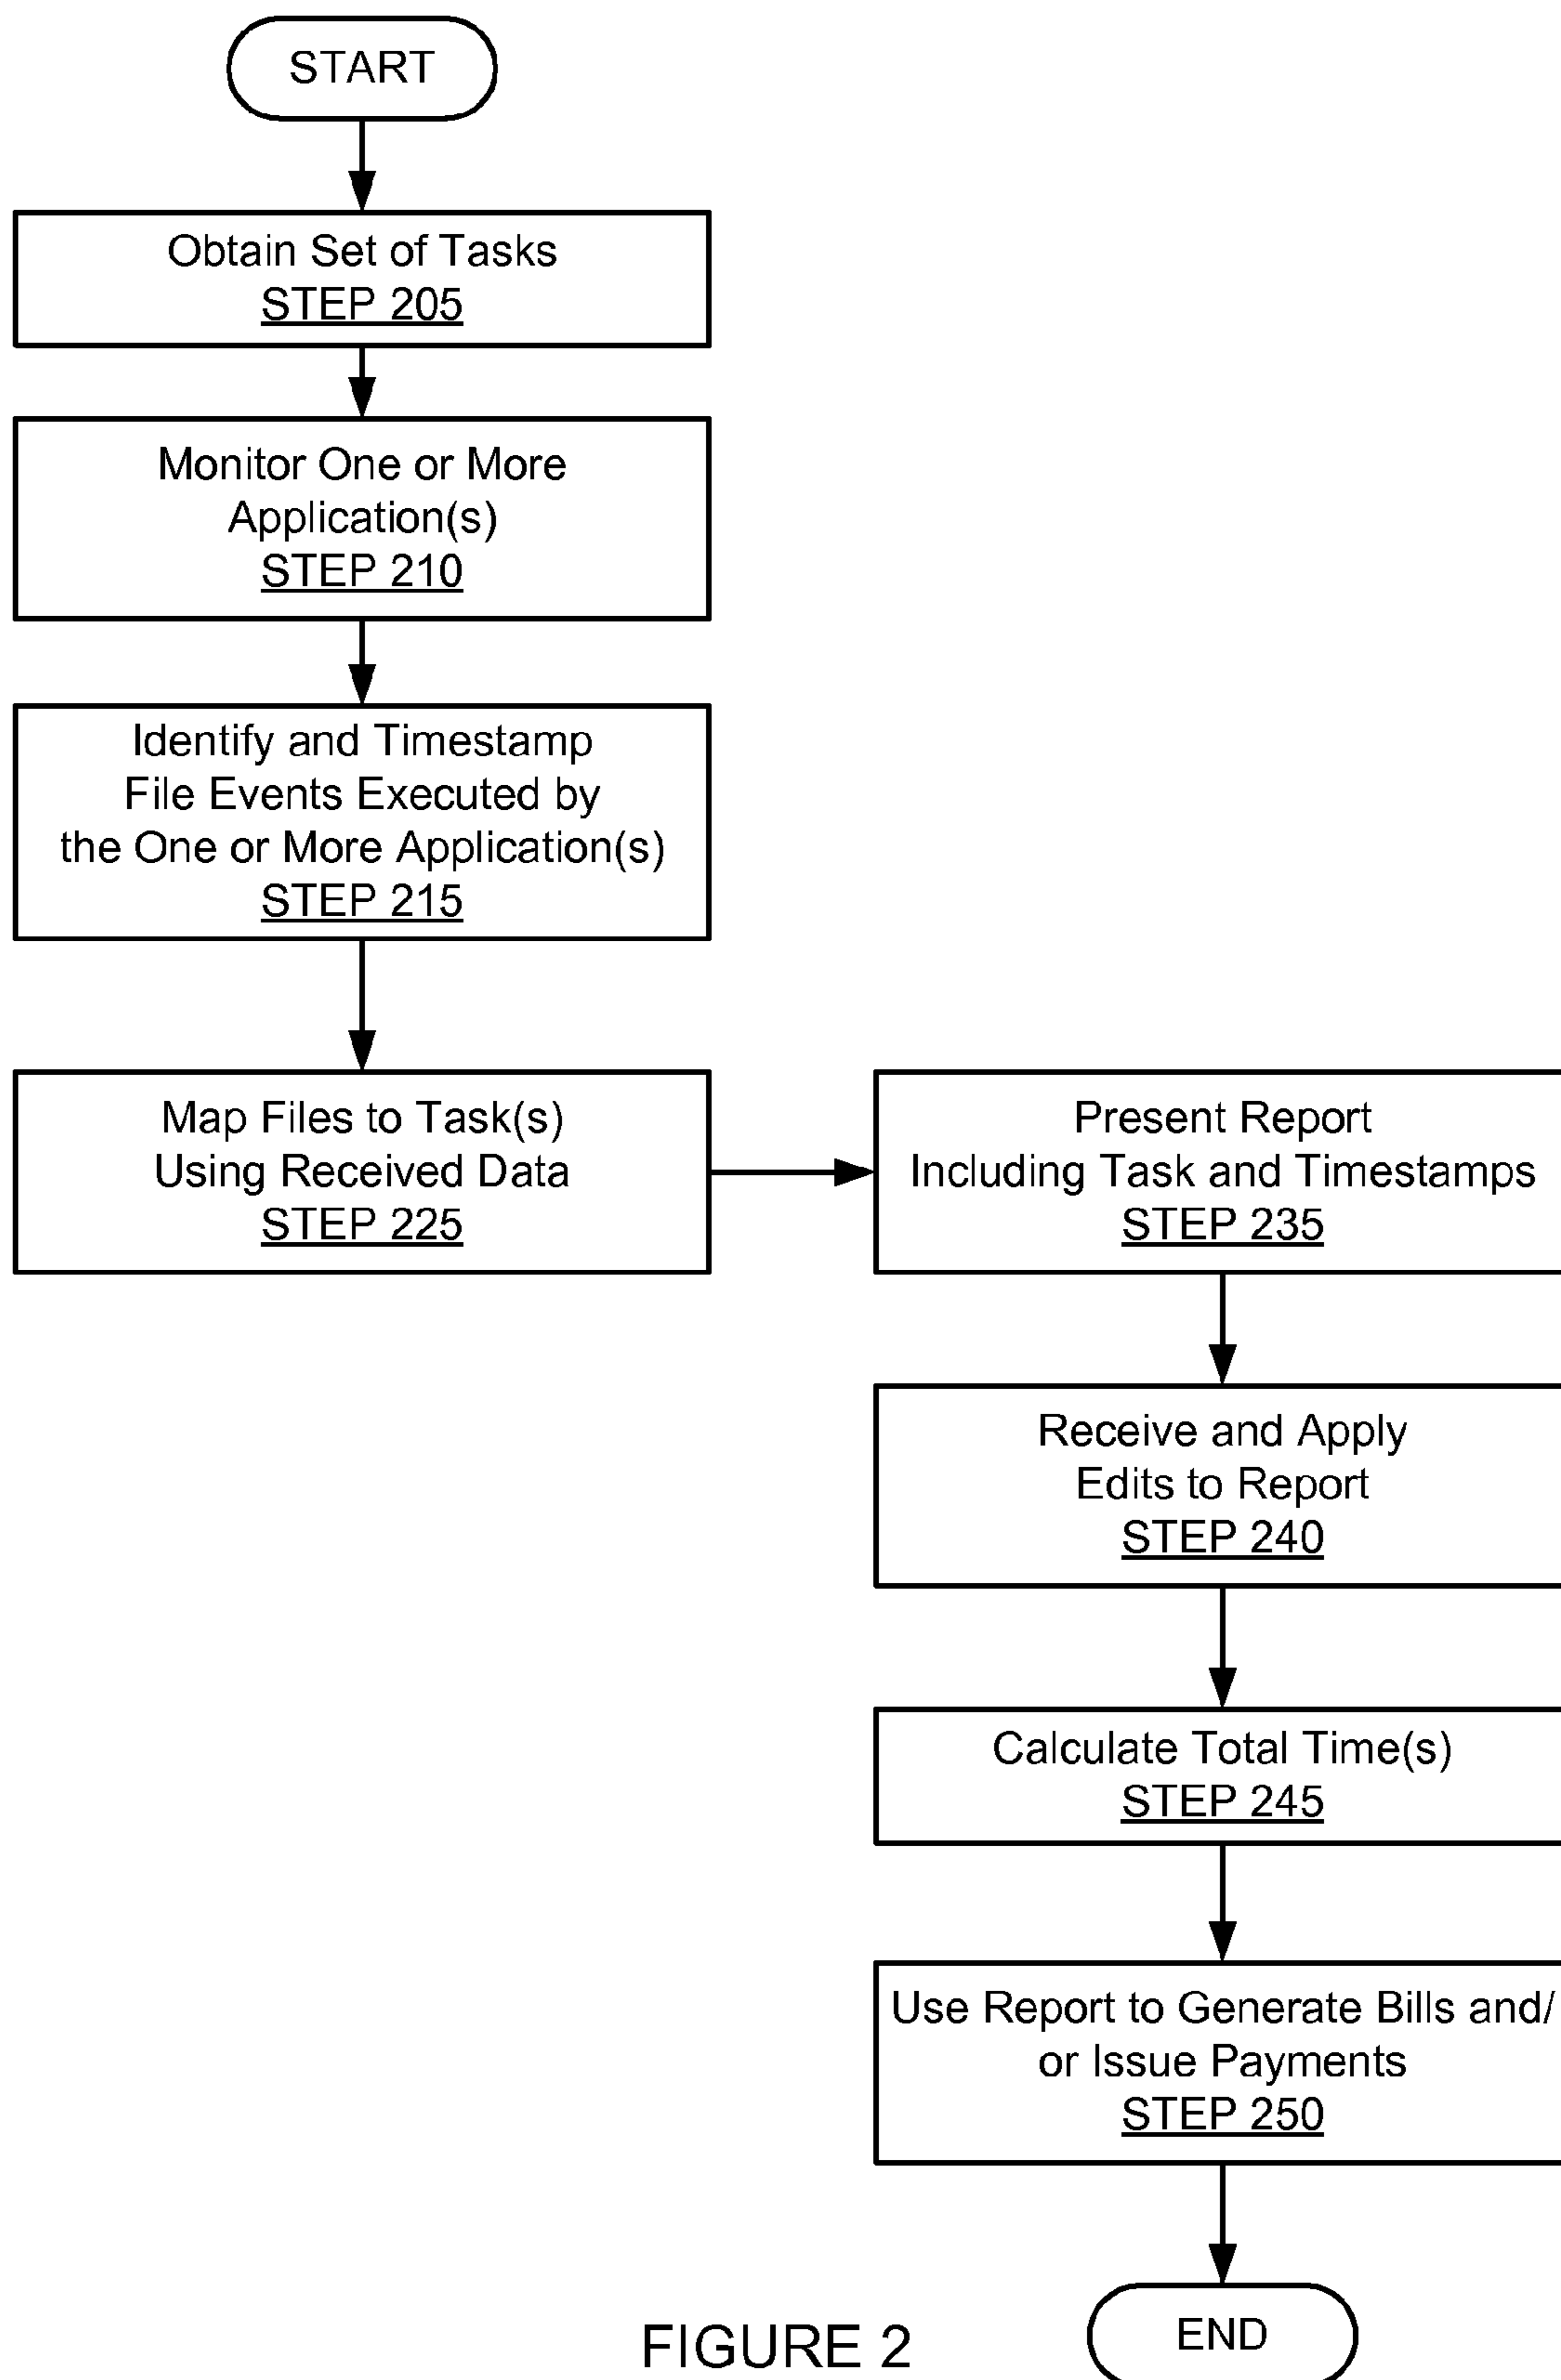 START
Obtain Set of Tasks
STEP 205
Monitor One or More
Application(s)
STEP 210
Identify and Timestamp
File Events Executed by
the One or More Application(s)
STEP 215
Map Files to Task(s)
Using Received Data
STEP 225
Present Report
Including Task and Timestamps
STEP 235
Receive and Apply
Edits to Report
STEP 240
Calculate Total Time(s)
STEP 245
Use Report to Generate Bills and/
or Issue Payments
STEP 250
END
FIGURE 2